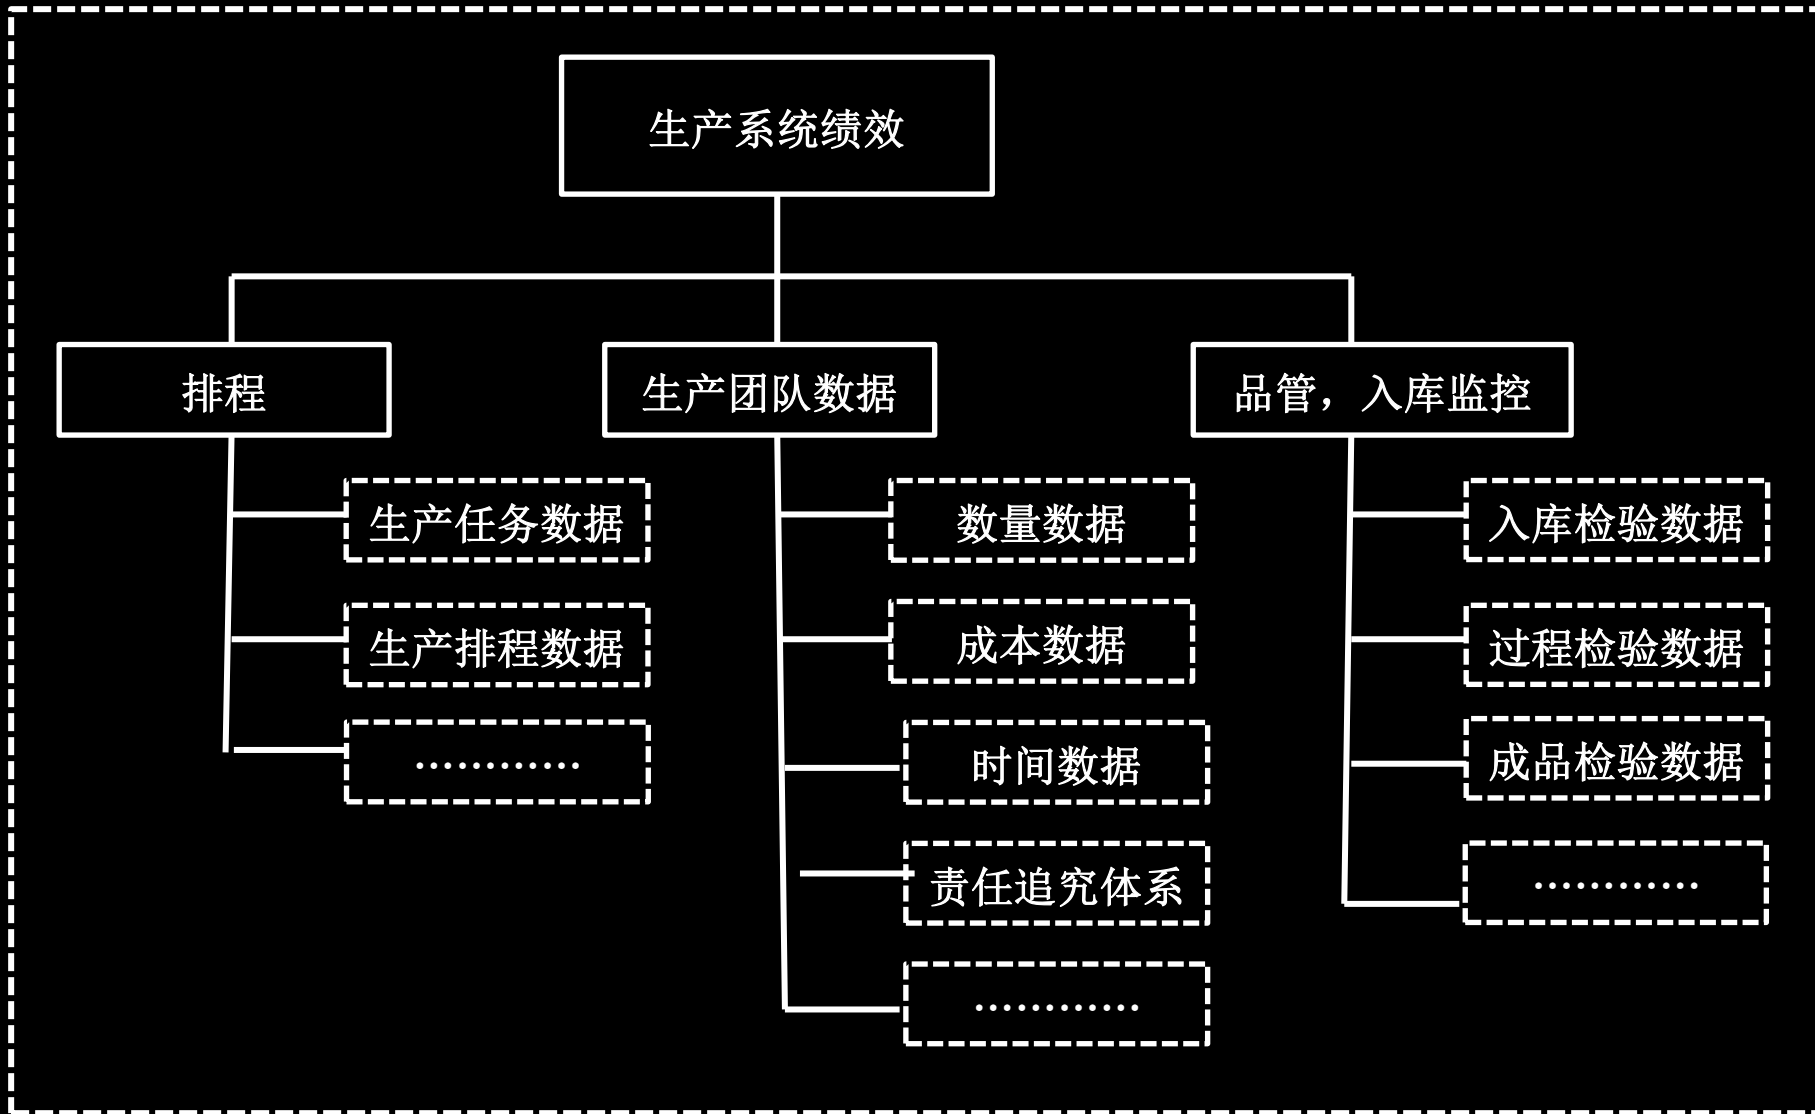 生产系统绩效
排程
生产团队数据
品管，入库监控
生产任务数据
生产排程数据
…………
数量数据
成本数据
时间数据
责任追究体系
…………
入库检验数据
过程检验数据
成品检验数据
…………